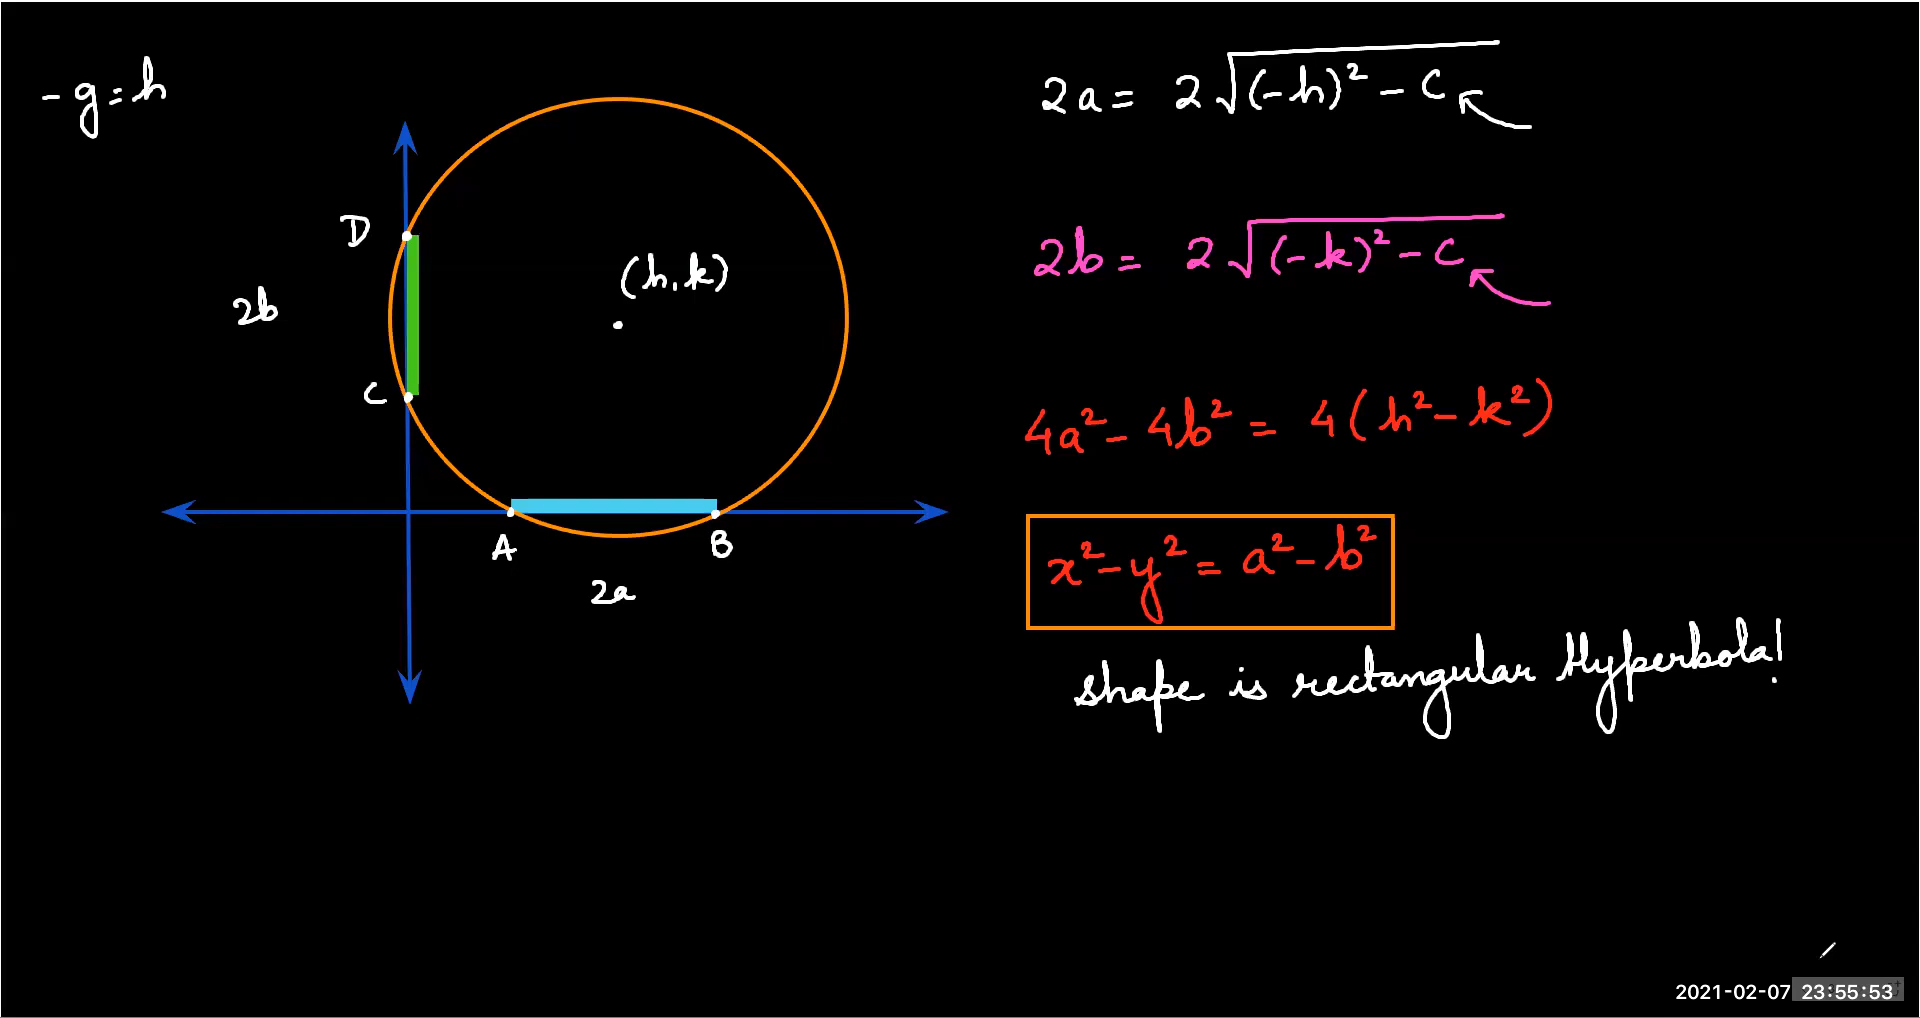 -g = h
D
(h, k)
2b
C
A
B
2a
2a = 2√((-h)² - C)
2b = 2√((-k)² - C)
4a² - 4b² = 4(h² - k²)
x² - y² = a² - b²
shape is rectangular Hyperbola!
2021-02-07 23:55:53